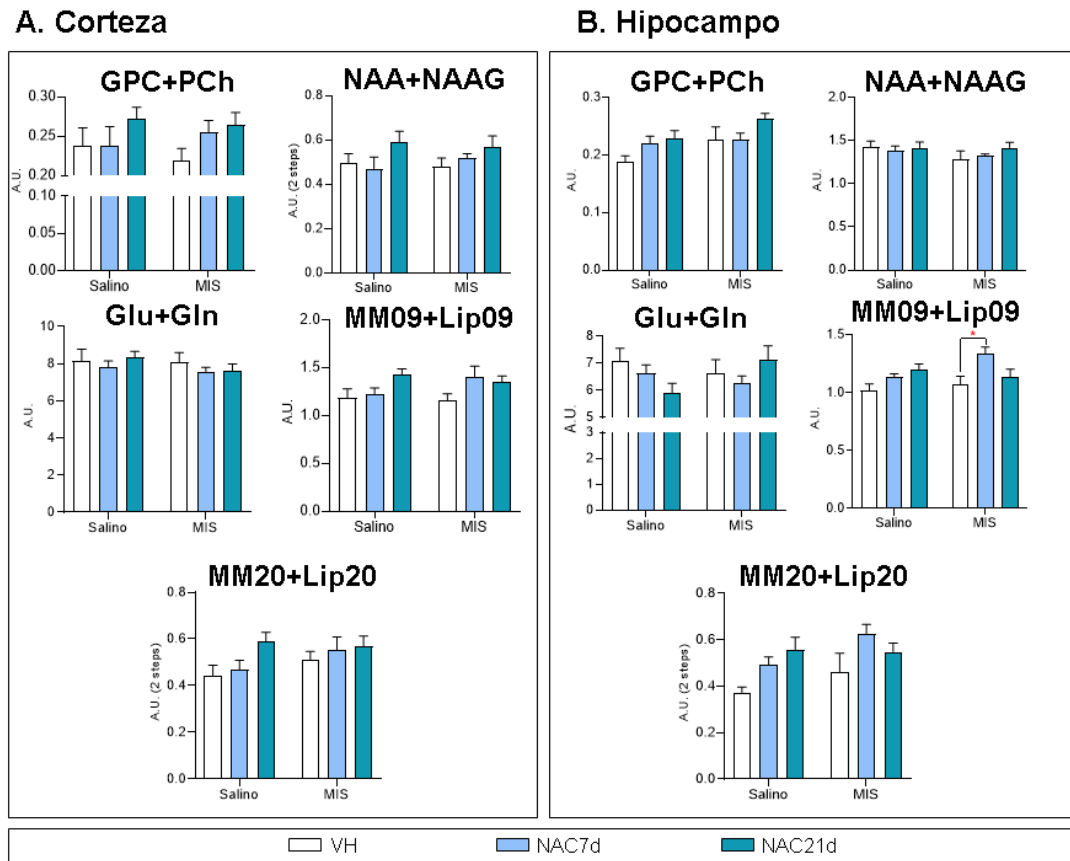 A. Corteza
GPC+PCh
A.U.
0.30
0.25
0.20
0.10
0.05
0.00
Salino MIS
NAA+NAAG
A.U. (2 steps)
0.8
0.6
0.4
0.2
0.0
Salino MIS
Glu+Gln
A.U.
10
8
6
4
2
0
Salino MIS
MM09+Lip09
A.U.
2.0
1.5
1.0
0.5
0.0
Salino MIS
MM20+Lip20
A.U. (2 steps)
0.8
0.6
0.4
0.2
0.0
Salino MIS
B. Hipocampo
GPC+PCh
A.U.
0.3
0.2
0.1
0.0
Salino MIS
NAA+NAAG
A.U.
2.0
1.5
1.0
0.5
0.0
Salino MIS
Glu+Gln
A.U.
8
7
6
5
3
2
1
0
Salino MIS
MM09+Lip09
A.U.
1.5
1.0
0.5
0.0
*
Salino MIS
MM20+Lip20
A.U. (2 steps)
0.8
0.6
0.4
0.2
0.0
Salino MIS
VH NAC7d NAC21d